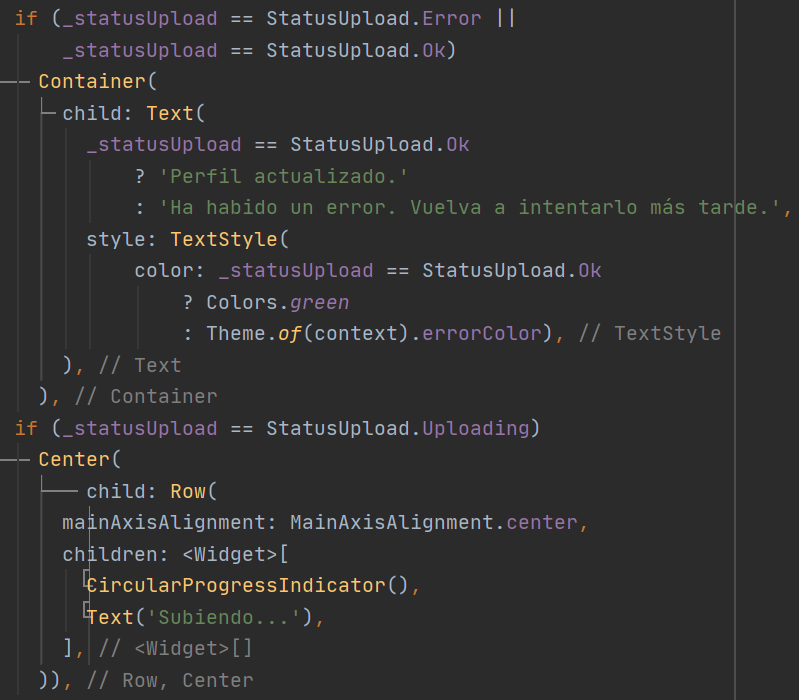 if (_statusUpload == StatusUpload.Error ||
    _statusUpload == StatusUpload.Ok)
  Container(
    child: Text(
      _statusUpload == StatusUpload.Ok
          ? 'Perfil actualizado.'
          : 'Ha habido un error. Vuelva a intentarlo más tarde.',
      style: TextStyle(
          color: _statusUpload == StatusUpload.Ok
              ? Colors.green
              : Theme.of(context).errorColor), // TextStyle
    ), // Text
  ), // Container
if (_statusUpload == StatusUpload.Uploading)
  Center(
      child: Row(
    mainAxisAlignment: MainAxisAlignment.center,
    children: <Widget>[
      CircularProgressIndicator(),
      Text('Subiendo...'),
    ], // <Widget>[]
  )), // Row, Center